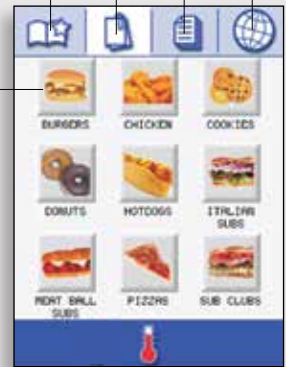 BURGERS CHICKEN COOKIES
DONUTS HOTDOGS ITALIAN
SUBS
MEAT BALL PIZZAS SUB CLUBS
SUBS